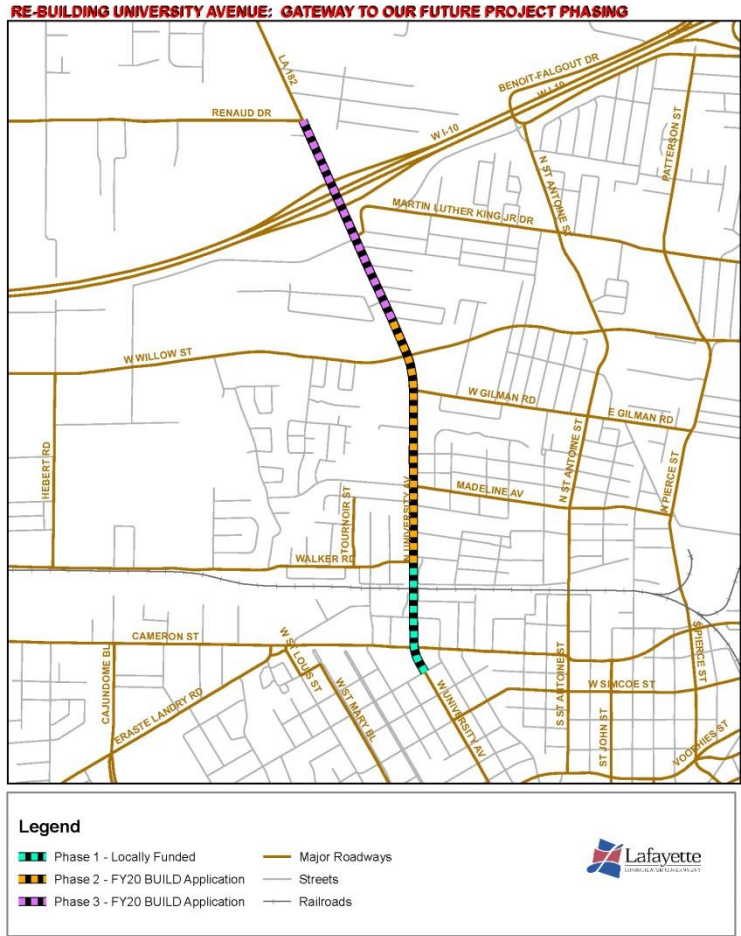 RE-BUILDING UNIVERSITY AVENUE: GATEWAY TO OUR FUTURE PROJECT PHASING
LA 182
BENOIT-FALGOUT DR
W I-10
RENAUD DR
W I-10
PATTERSON ST
N ST ANTOINE ST
MARTIN LUTHER KING JR DR
W WILLOW ST
W GILMAN RD
E GILMAN RD
HEBERT RD
N ST ANTOINE ST
N PIERCE ST
TOURNOIR ST
N UNIVERSITY AV
MADELINE AV
WALKER RD
CAMERON ST
W ST LOUIS ST
CAJUNDOME BL
ERASTE LANDRY RD
W ST MARY BL
W UNIVERSITY AV
S ST ANTOINE ST
W SIMCOE ST
ST JOHN ST
S PIERCE ST
VOORHIES ST
Legend
Phase 1 - Locally Funded
Phase 2 - FY20 BUILD Application
Phase 3 - FY20 BUILD Application
Major Roadways
Streets
Railroads
Lafayette
CONSOLIDATED GOVERNMENT